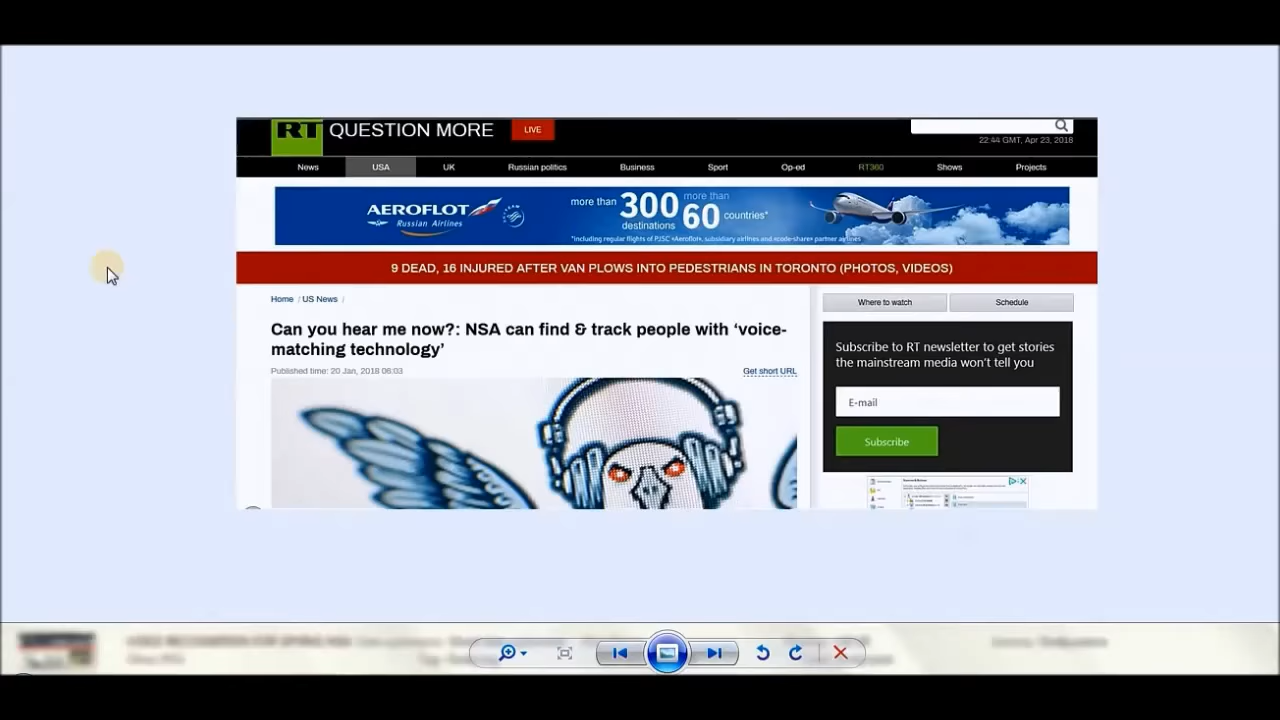 RT QUESTION MORE LIVE
22:44 GMT, Apr 23, 2018
News USA UK Russian politics Business Sport Op-ed RT360 Shows Projects
AEROFLOT
Russian Airlines
more than 300 destinations
more than 60 countries*
*including regular flights of PJSC «Aeroflot», subsidiary airlines and «code-share» partner airlines
9 DEAD, 16 INJURED AFTER VAN PLOWS INTO PEDESTRIANS IN TORONTO (PHOTOS, VIDEOS)
Home / US News /
Can you hear me now?: NSA can find & track people with ‘voice-
matching technology’
Published time: 20 Jan, 2018 06:03
Get short URL
Where to watch
Schedule
Subscribe to RT newsletter to get stories
the mainstream media won't tell you
E-mail
Subscribe